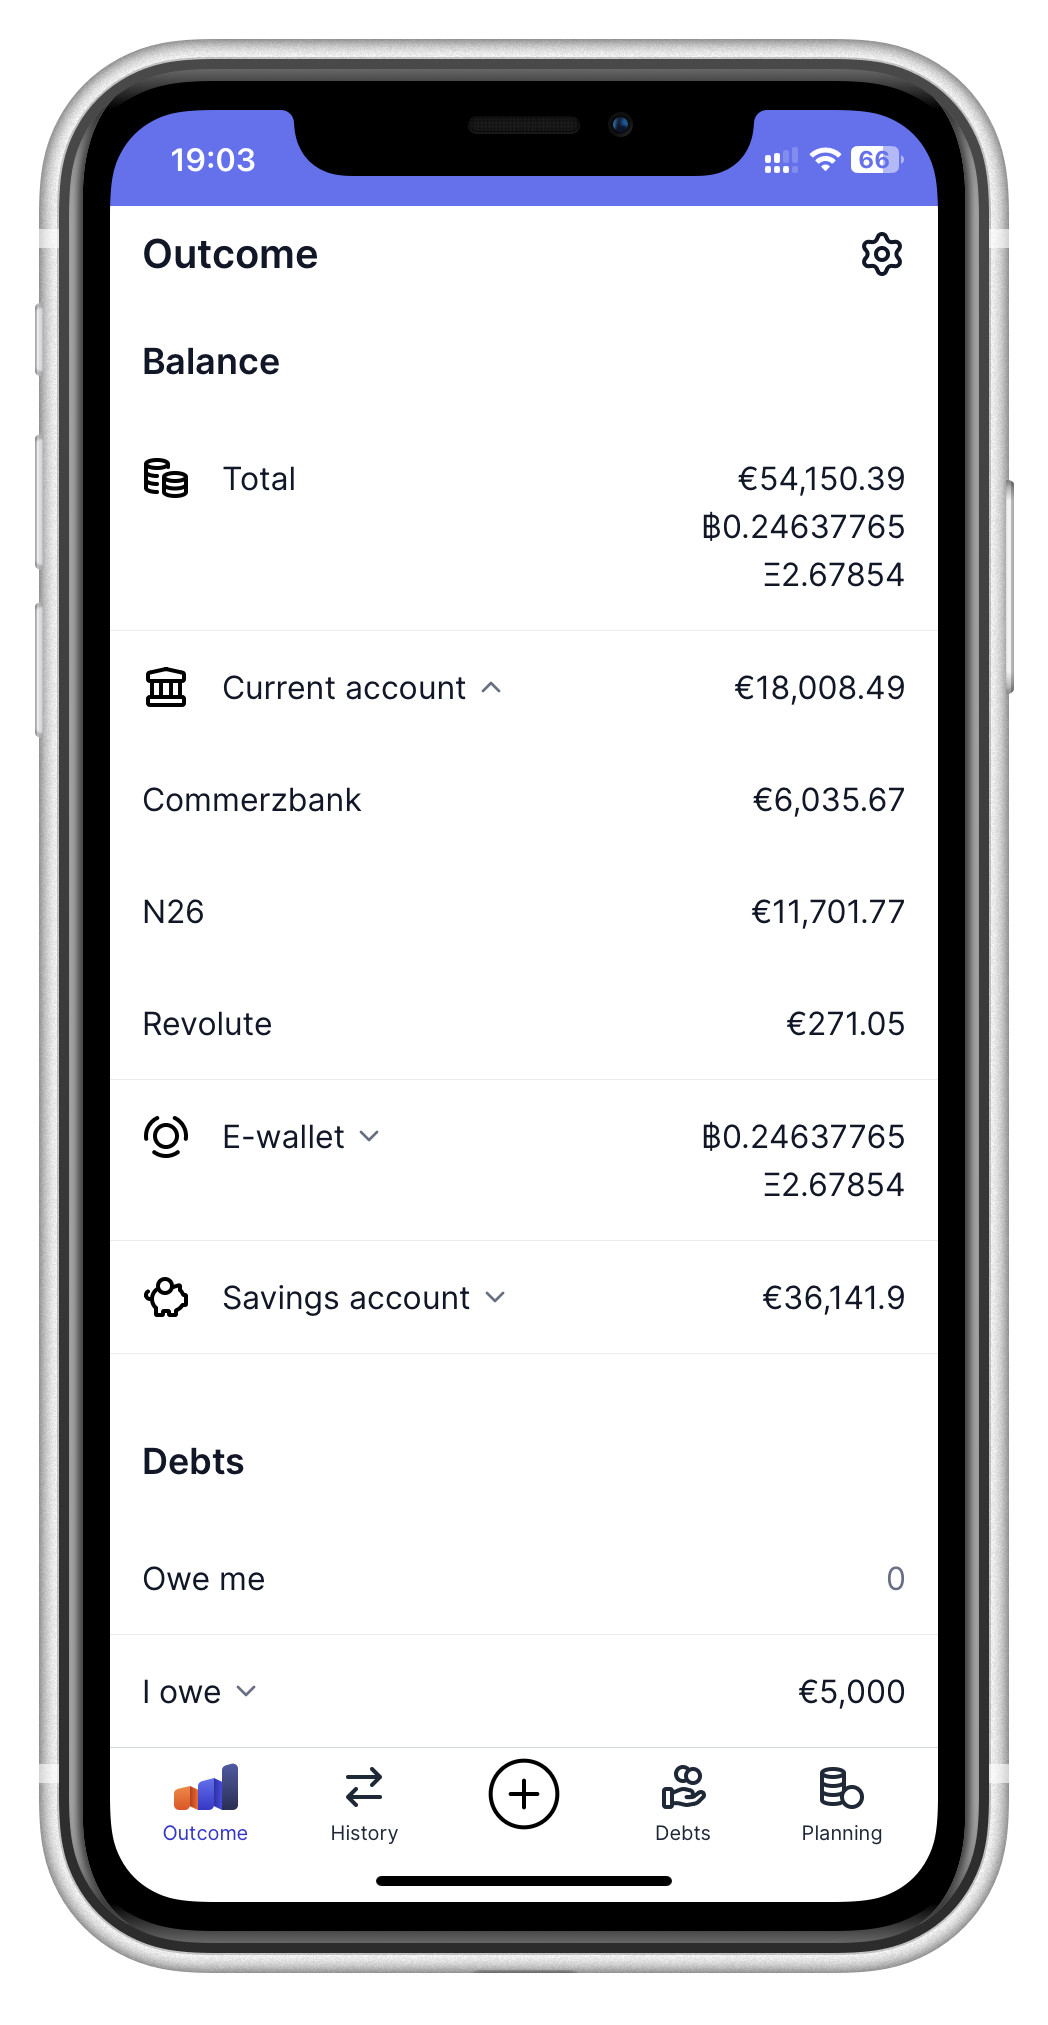 19:03
66
Outcome
Balance
Total €54,150.39
฿0.24637765
Ξ2.67854
Current account €18,008.49
Commerzbank €6,035.67
N26 €11,701.77
Revolute €271.05
E-wallet ฿0.24637765
Ξ2.67854
Savings account €36,141.9
Debts
Owe me 0
I owe €5,000
Outcome History Debts Planning